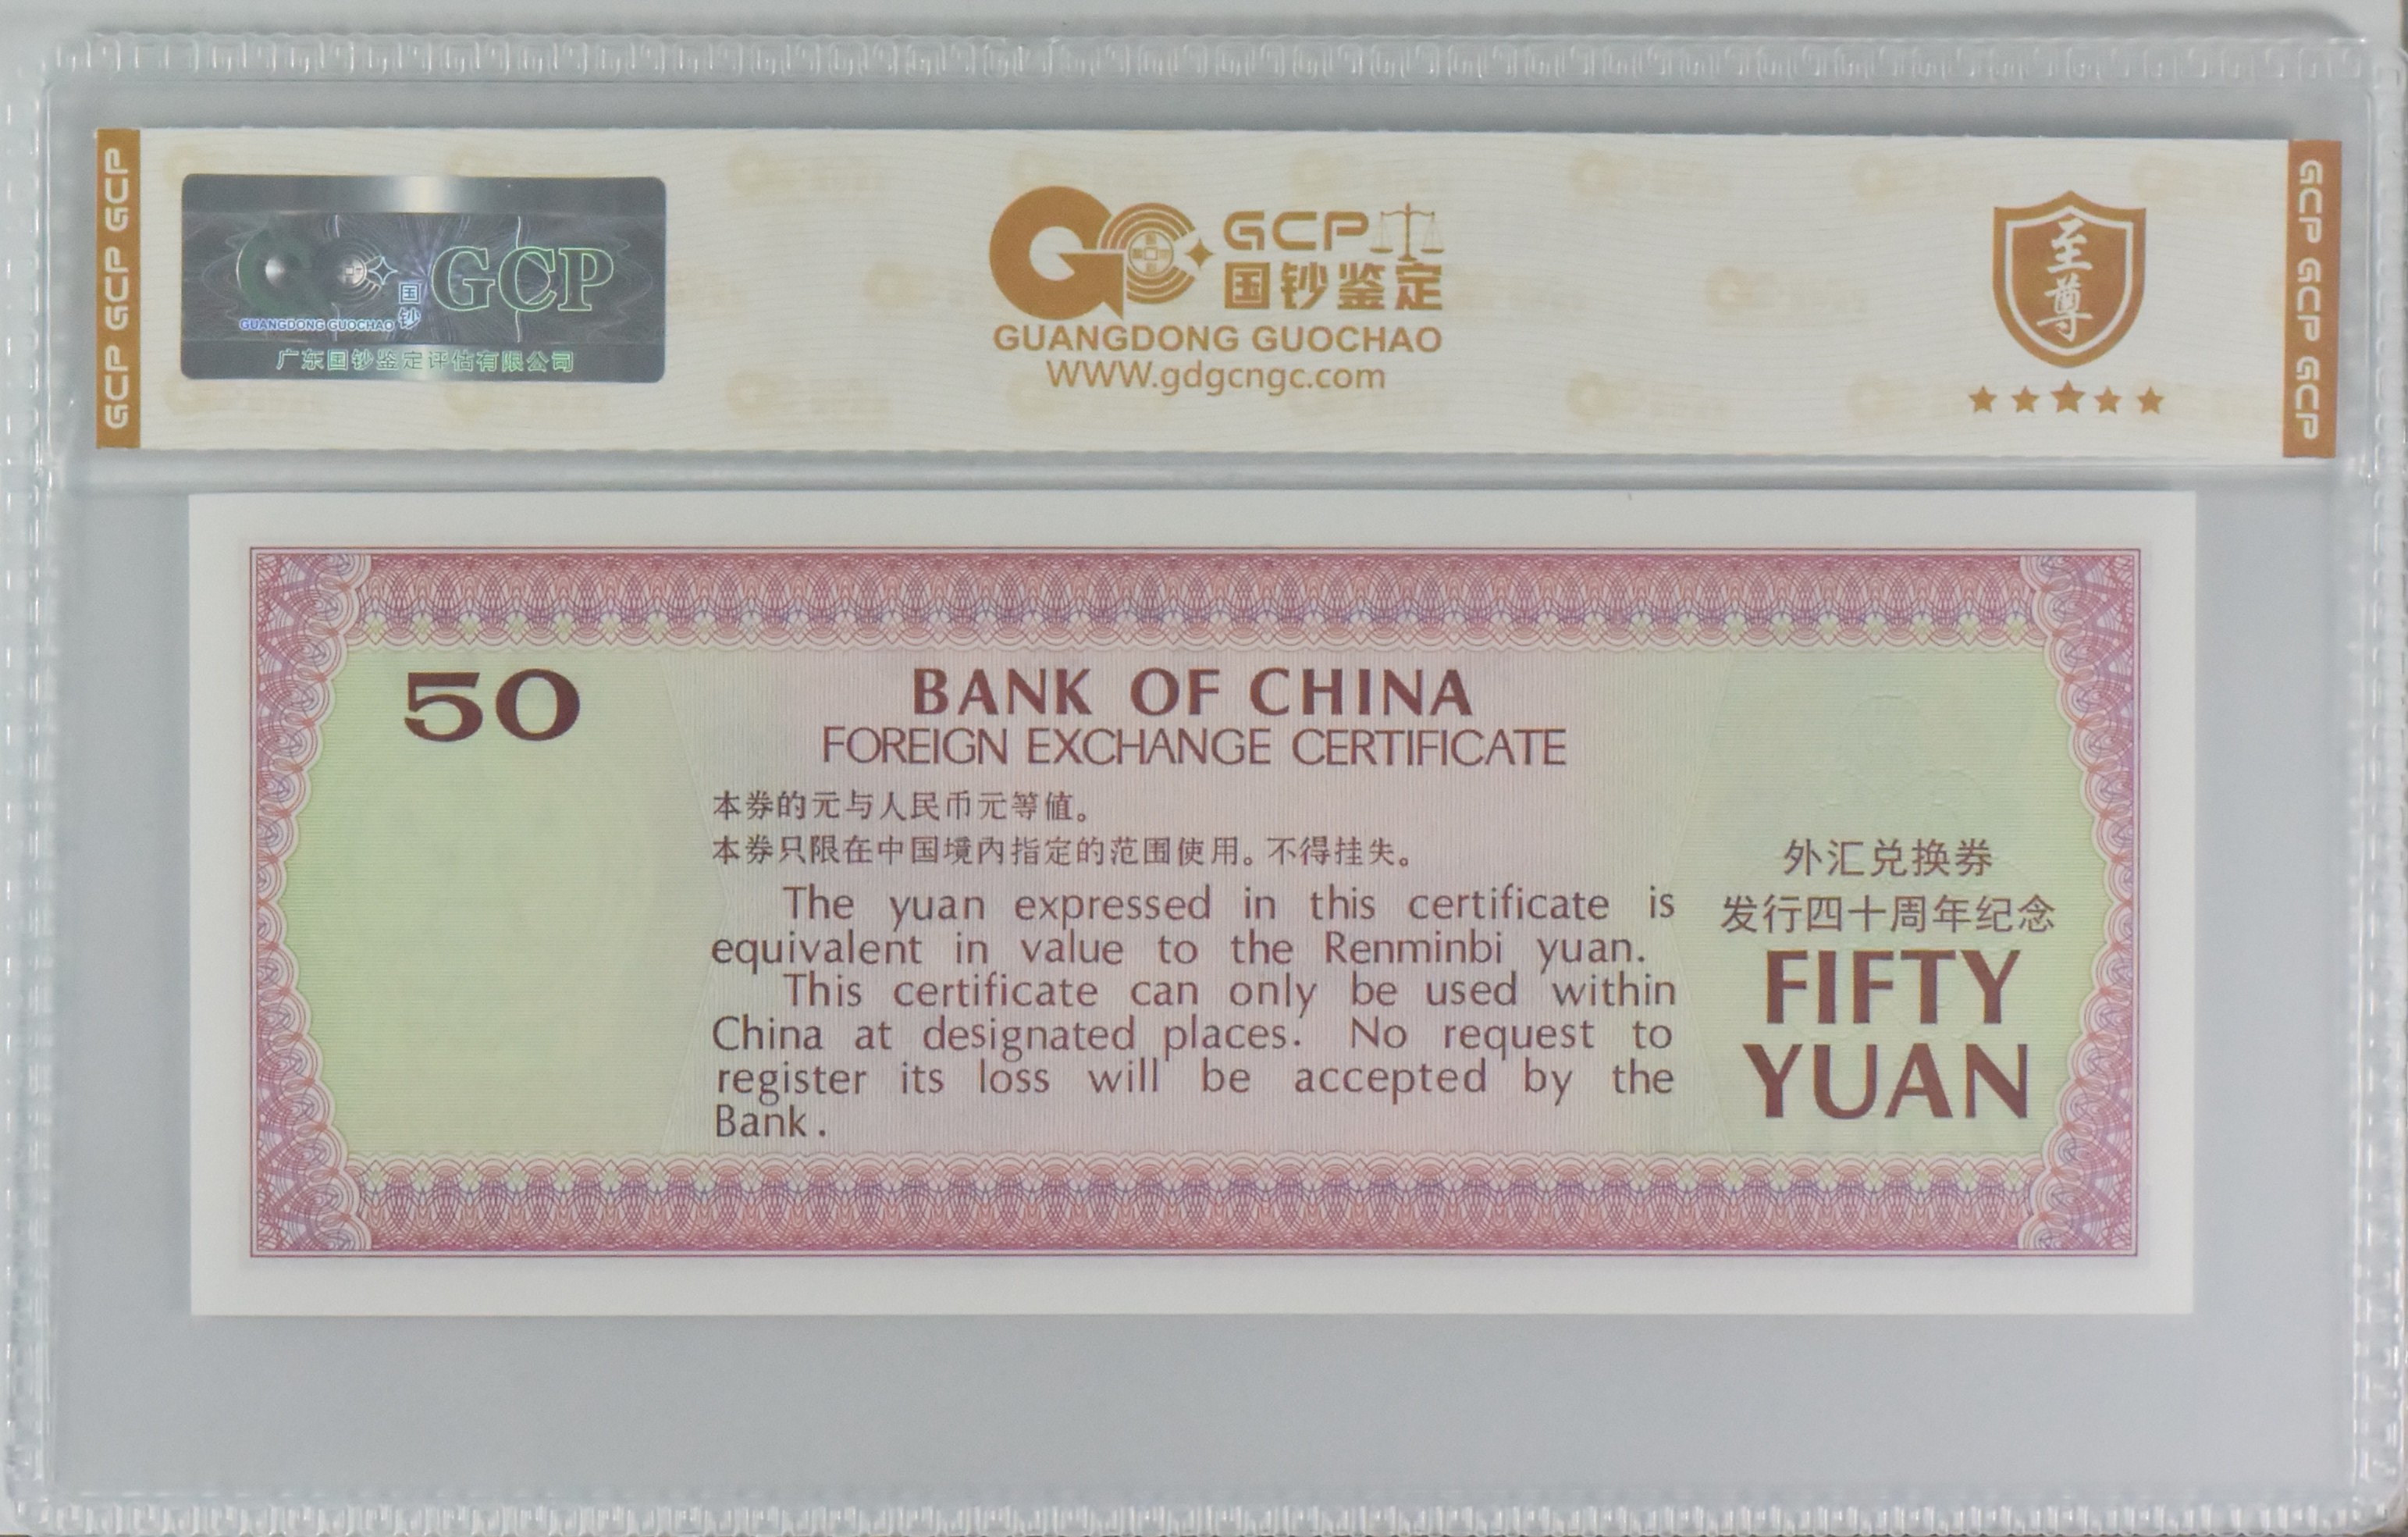 GCP GCP GCP
国钞
GCP
GUANGDONG GUOCHAO
广东国钞鉴定评估有限公司
GCP
国钞鉴定
GUANGDONG GUOCHAO
WWW.gdgcngc.com
至尊
GCP GCP GCP
50
BANK OF CHINA
FOREIGN EXCHANGE CERTIFICATE
本券的元与人民币元等值。
本券只限在中国境内指定的范围使用。不得挂失。
The yuan expressed in this certificate is
equivalent in value to the Renminbi yuan.
This certificate can only be used within
China at designated places. No request to
register its loss will be accepted by the
Bank.
外汇兑换券
发行四十周年纪念
FIFTY
YUAN